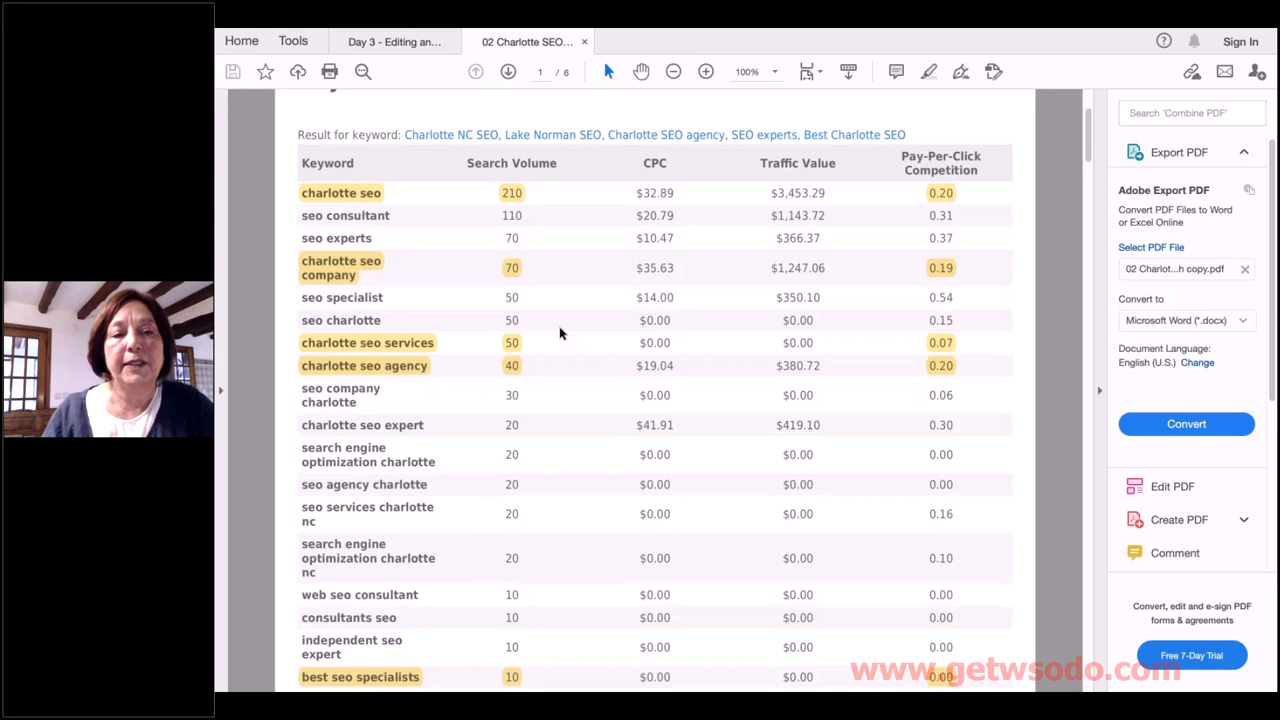 Home Tools Day 3 - Editing an... 02 Charlotte SEO... × Sign In
1 / 6 100%
Result for keyword: Charlotte NC SEO, Lake Norman SEO, Charlotte SEO agency, SEO experts, Best Charlotte SEO
Keyword Search Volume CPC Traffic Value Pay-Per-Click
Competition
charlotte seo 210 $32.89 $3,453.29 0.20
seo consultant 110 $20.79 $1,143.72 0.31
seo experts 70 $10.47 $366.37 0.37
charlotte seo
company 70 $35.63 $1,247.06 0.19
seo specialist 50 $14.00 $350.10 0.54
seo charlotte 50 $0.00 $0.00 0.15
charlotte seo services 50 $0.00 $0.00 0.07
charlotte seo agency 40 $19.04 $380.72 0.20
seo company
charlotte 30 $0.00 $0.00 0.06
charlotte seo expert 20 $41.91 $419.10 0.30
search engine
optimization charlotte 20 $0.00 $0.00 0.00
seo agency charlotte 20 $0.00 $0.00 0.00
seo services charlotte
nc 20 $0.00 $0.00 0.16
search engine
optimization charlotte
nc 20 $0.00 $0.00 0.10
web seo consultant 10 $0.00 $0.00 0.00
consultants seo 10 $0.00 $0.00 0.00
independent seo
expert 10 $0.00 $0.00 0.00
best seo specialists 10 $0.00 $0.00 0.00
Search 'Combine PDF'
Export PDF
Adobe Export PDF
Convert PDF Files to Word
or Excel Online
Select PDF File
02 Charlot...h copy.pdf
Convert to
Microsoft Word (*.docx)
Document Language:
English (U.S.) Change
Convert
Edit PDF
Create PDF
Comment
Convert, edit and e-sign PDF
forms & agreements
Free 7-Day Trial
www.getwsodo.com